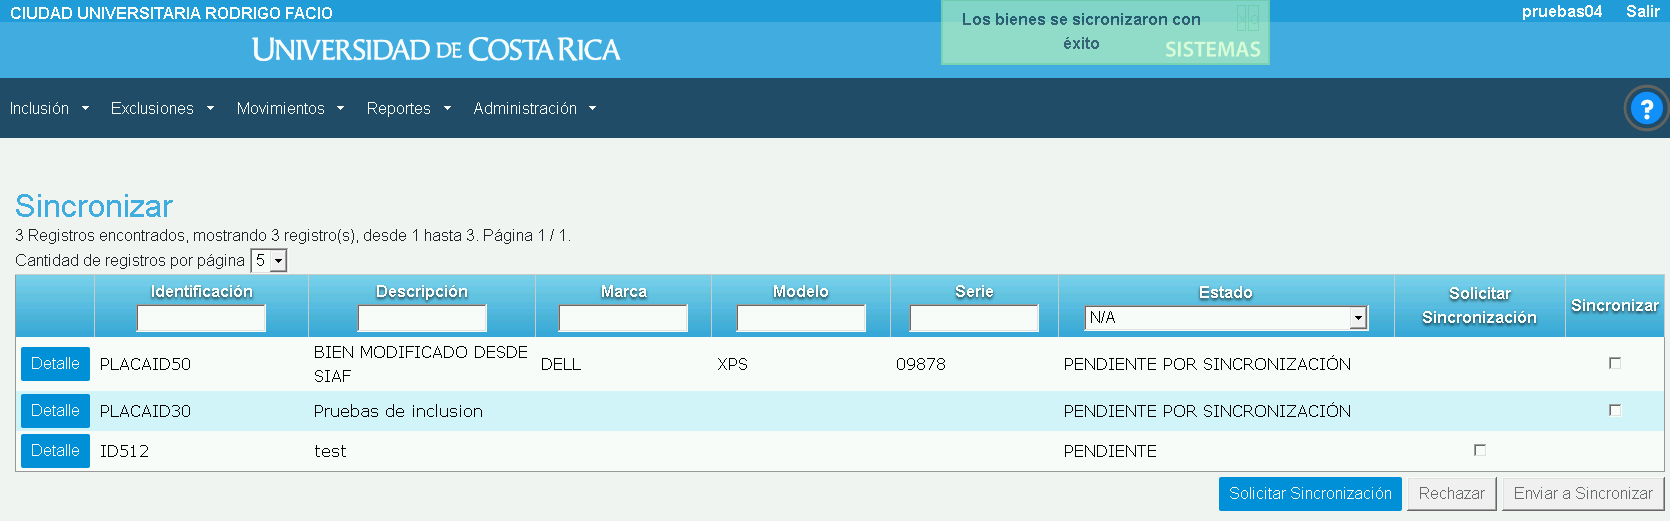 CIUDAD UNIVERSITARIA RODRIGO FACIO
Los bienes se sicronizaron con
éxito
pruebas04 Salir
UNIVERSIDAD DE COSTA RICA
SISTEMAS
Inclusión Exclusiones Movimientos Reportes Administración ?
Sincronizar
3 Registros encontrados, mostrando 3 registro(s), desde 1 hasta 3. Página 1 / 1.
Cantidad de registros por página 5
Identificación Descripción Marca Modelo Serie Estado Solicitar
Sincronización Sincronizar
N/A
Detalle PLACAID50 BIEN MODIFICADO DESDE
SIAF DELL XPS 09878 PENDIENTE POR SINCRONIZACIÓN
Detalle PLACAID30 Pruebas de inclusion PENDIENTE POR SINCRONIZACIÓN
Detalle ID512 test PENDIENTE
Solicitar Sincronización Rechazar Enviar a Sincronizar